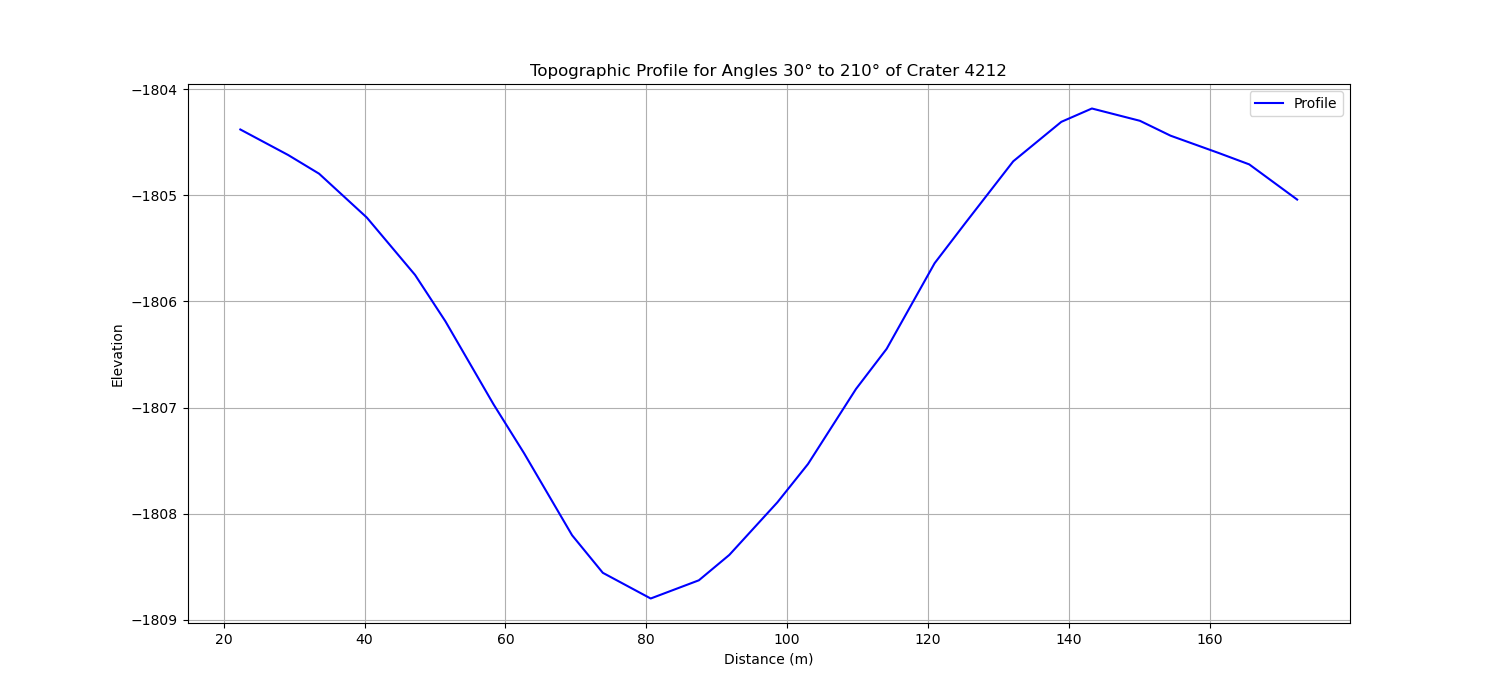 Topographic Profile for Angles 30° to 210° of Crater 4212
Profile
−1804
−1805
−1806
−1807
−1808
−1809
Elevation
20 40 60 80 100 120 140 160
Distance (m)